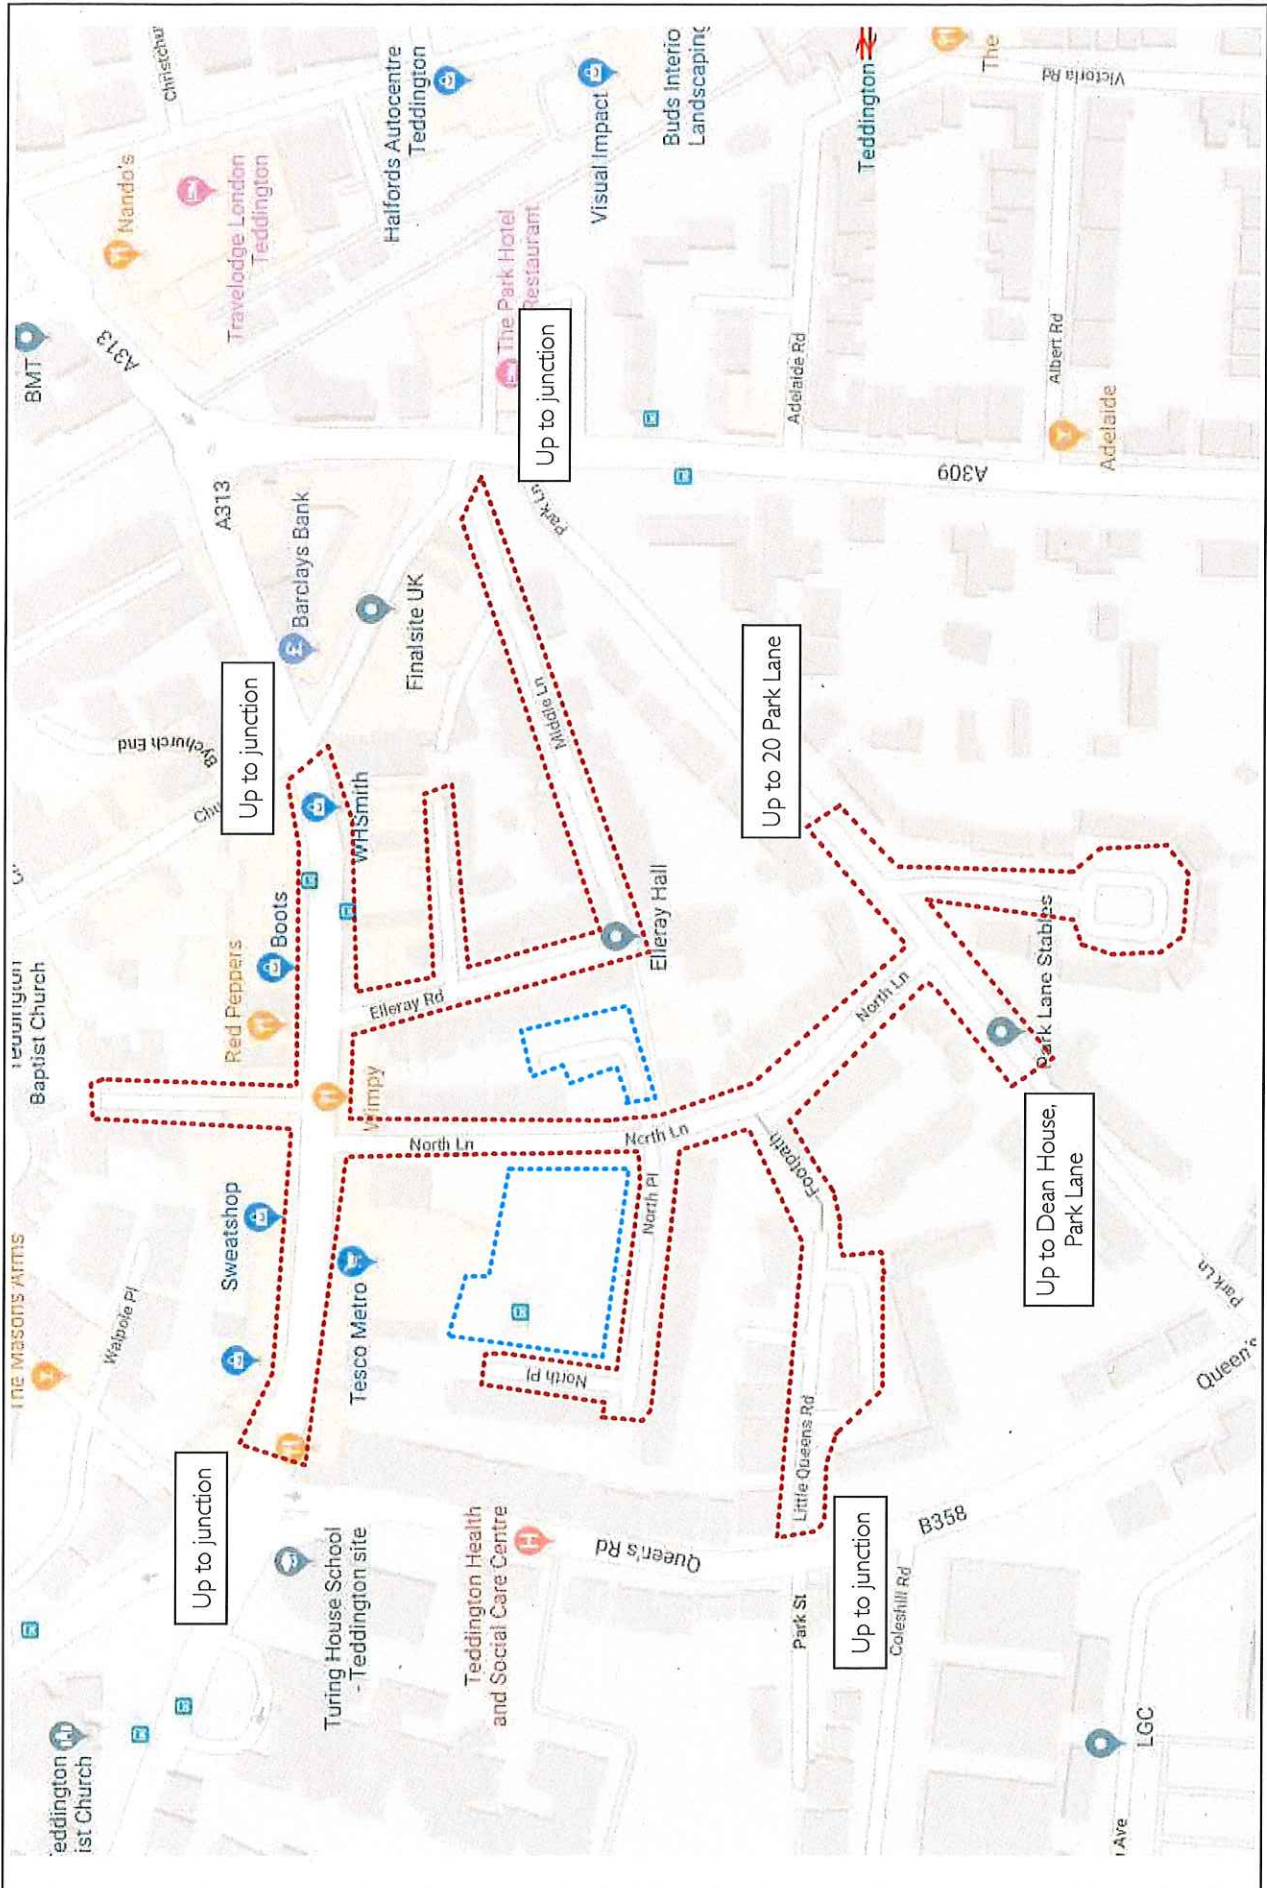 Teddington
Baptist Church
The Masons Arms
Walpole Pl
Sweatshop
Red Peppers
Boots
Up to junction
Bychurch End
A313
Barclays Bank
BMT
A313
Nando's
Travelodge London
Teddington
Halfords Autocentre
Teddington
Visual Impact
Buds Interio
Landscaping
Teddington
The
Victoria Rd
The Park Hotel
Restaurant
Up to junction
Adelaide Rd
Albert Rd
Adelaide
A309
Park Ln
Finalsite UK
WHSmith
Middle Ln
Elleray Rd
Elleray Hall
Wimpy
North Ln
North Ln
North Ln
North Pl
North Pl
Tesco Metro
Footpath
Up to 20 Park Lane
Park Lane Stables
Up to Dean House,
Park Lane
Park Ln
Queen's
Little Queens Rd
Up to junction
B358
Queen's Rd
Park St
Coleshill Rd
LGC
Ave
Up to junction
Turing House School
- Teddington site
Teddington Health
and Social Care Centre
eddington
ist Church
Christchu
Chu